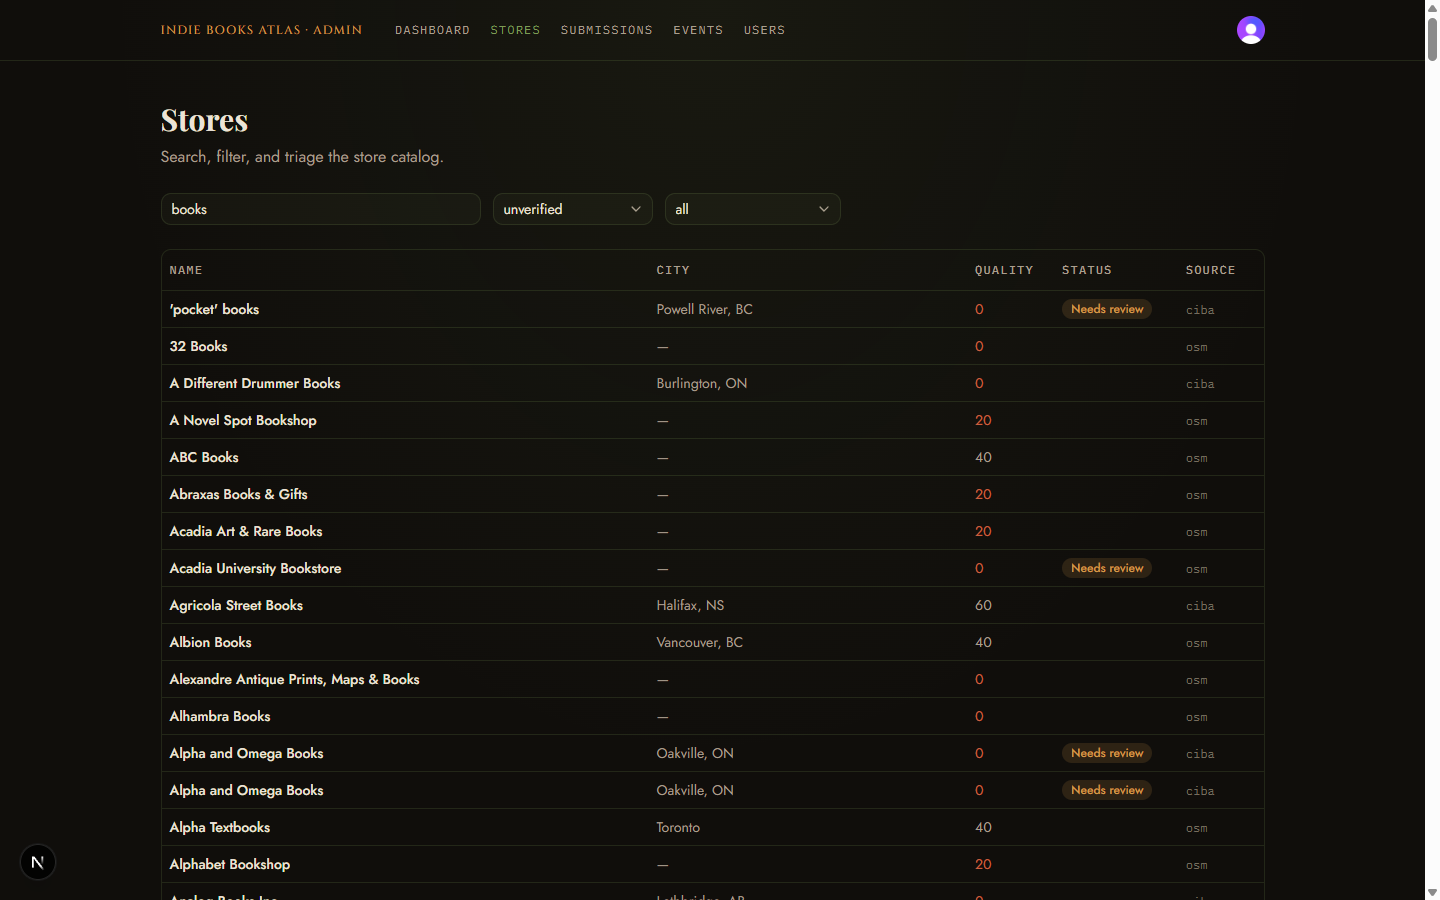 INDIE BOOKS ATLAS · ADMIN DASHBOARD STORES SUBMISSIONS EVENTS USERS
Stores
Search, filter, and triage the store catalog.
books unverified all
NAME CITY QUALITY STATUS SOURCE
'pocket' books Powell River, BC 0 Needs review ciba
32 Books — 0 osm
A Different Drummer Books Burlington, ON 0 ciba
A Novel Spot Bookshop — 20 osm
ABC Books — 40 osm
Abraxas Books & Gifts — 20 osm
Acadia Art & Rare Books — 20 osm
Acadia University Bookstore — 0 Needs review osm
Agricola Street Books Halifax, NS 60 ciba
Albion Books Vancouver, BC 40 osm
Alexandre Antique Prints, Maps & Books — 0 osm
Alhambra Books — 0 osm
Alpha and Omega Books Oakville, ON 0 Needs review ciba
Alpha and Omega Books Oakville, ON 0 Needs review ciba
Alpha Textbooks Toronto 40 osm
Alphabet Bookshop — 20 osm
N